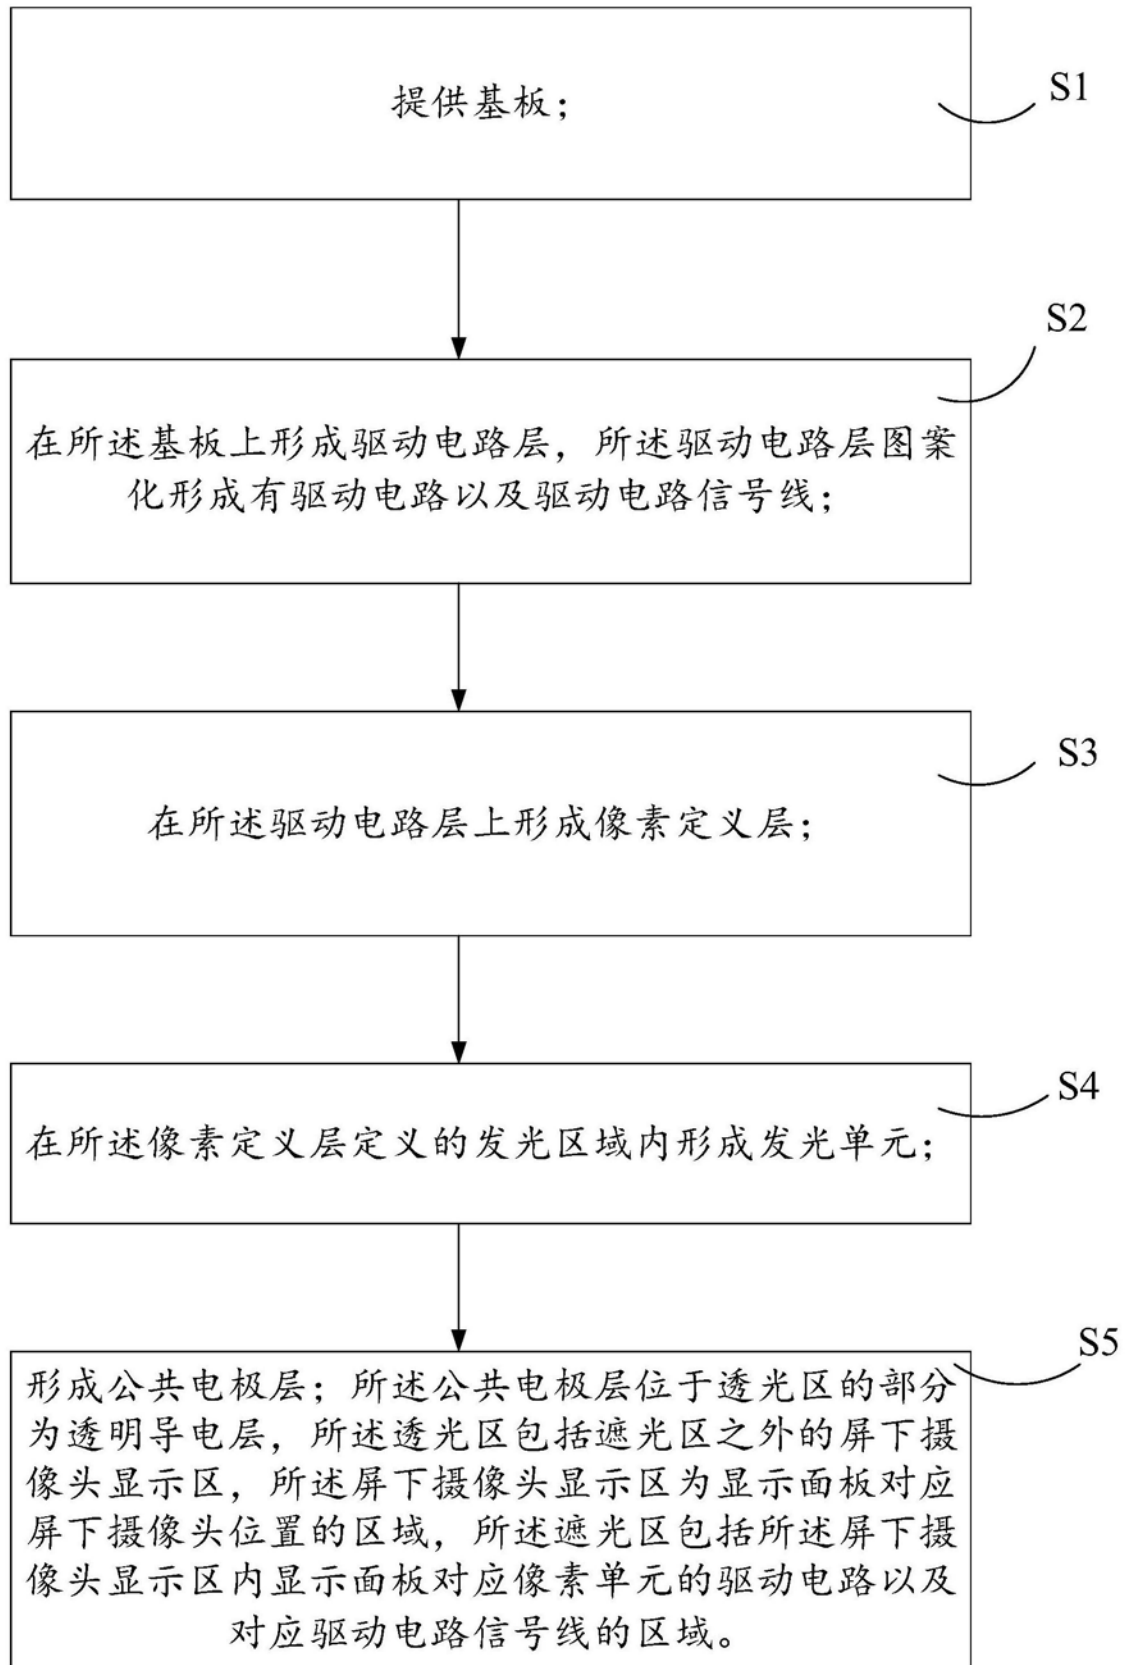 提供基板；
S1
S2
在所述基板上形成驱动电路层，所述驱动电路层图案
化形成有驱动电路以及驱动电路信号线；
S3
在所述驱动电路层上形成像素定义层；
S4
在所述像素定义层定义的发光区域内形成发光单元；
S5
形成公共电极层；所述公共电极层位于透光区的部分
为透明导电层，所述透光区包括遮光区之外的屏下摄
像头显示区，所述屏下摄像头显示区为显示面板对应
屏下摄像头位置的区域，所述遮光区包括所述屏下摄
像头显示区内显示面板对应像素单元的驱动电路以及
对应驱动电路信号线的区域。